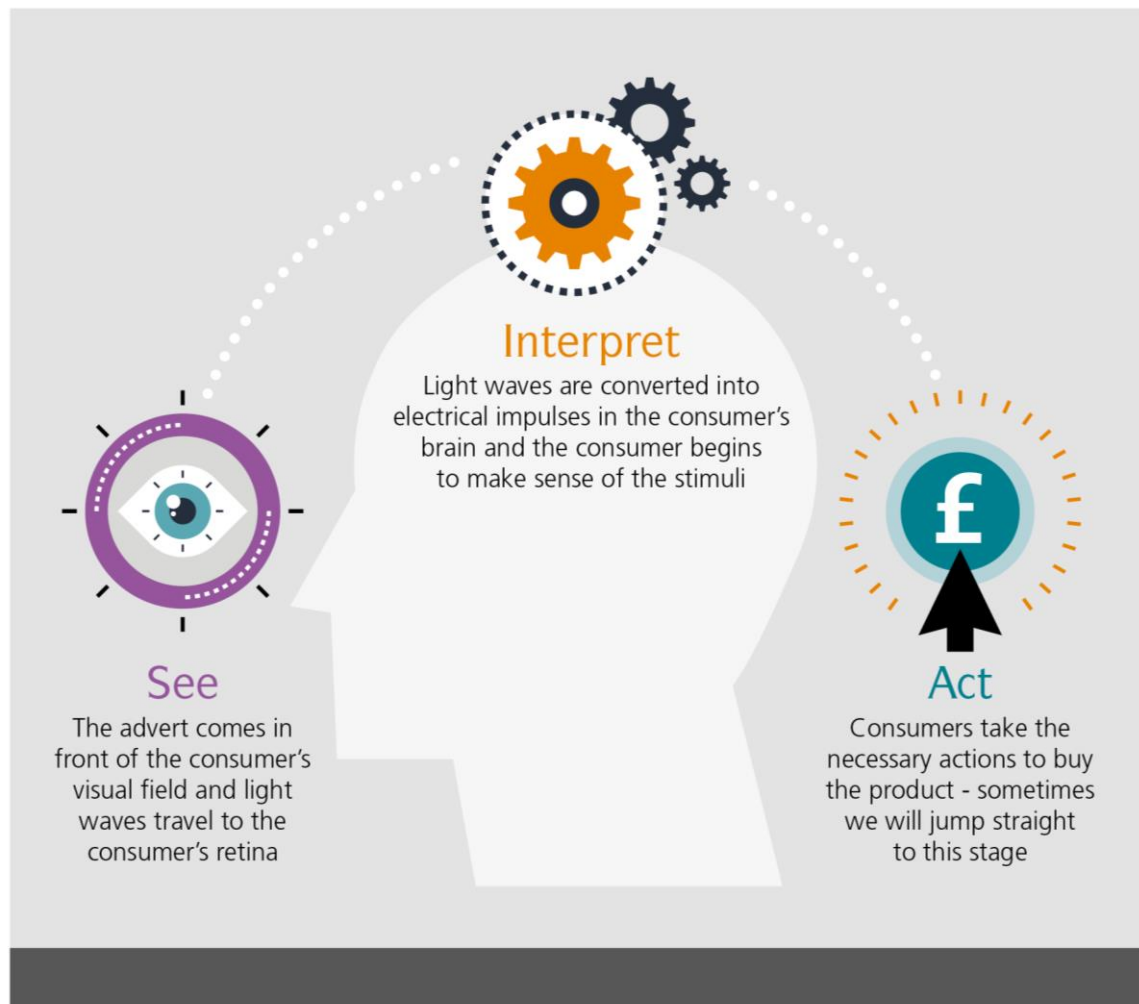 See
The advert comes in
front of the consumer's
visual field and light
waves travel to the
consumer's retina
Interpret
Light waves are converted into
electrical impulses in the consumer's
brain and the consumer begins
to make sense of the stimuli
£
Act
Consumers take the
necessary actions to buy
the product - sometimes
we will jump straight
to this stage